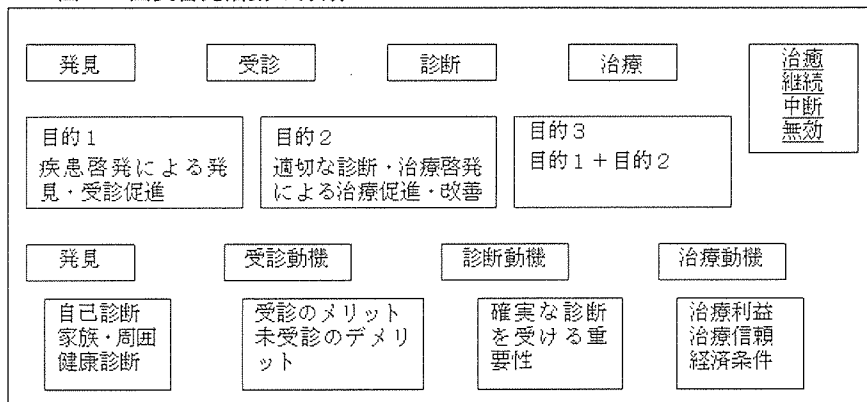 発見
受診
診断
治療
治癒
継続
中断
無効
目的1
疾患啓発による発
見・受診促進
目的2
適切な診断・治療啓発
による治療促進・改善
目的3
目的1+目的2
発見
受診動機
診断動機
治療動機
自己診断
家族・周囲
健康診断
受診のメリット
未受診のデメリ
ット
確実な診断
を受ける重
要性
治療利益
治療信頼
経済条件